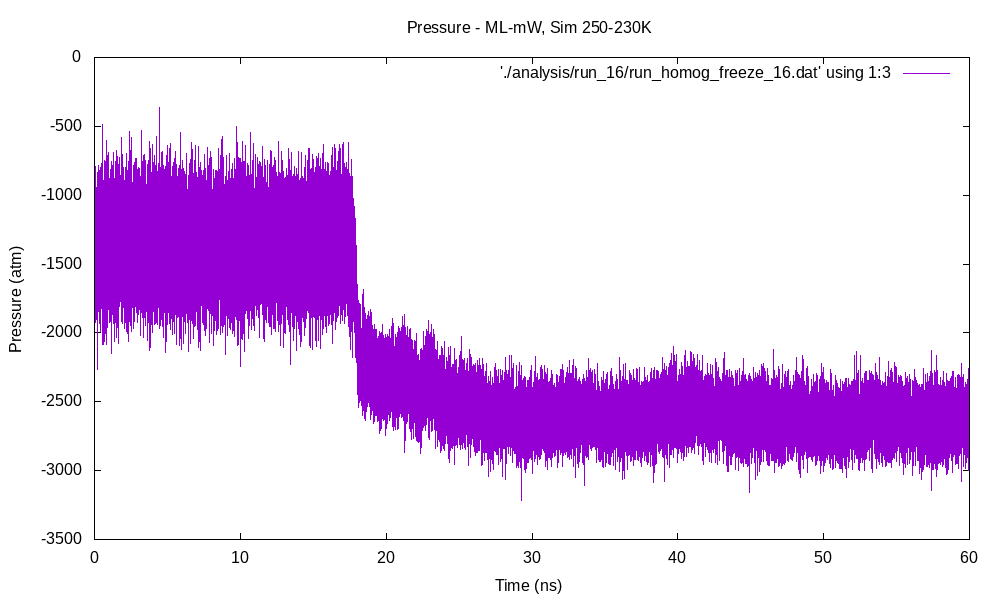 Pressure - ML-mW, Sim 250-230K
'./analysis/run_16/run_homog_freeze_16.dat' using 1:3
0
-500
-1000
-1500
-2000
-2500
-3000
-3500
Pressure (atm)
0 10 20 30 40 50 60
Time (ns)